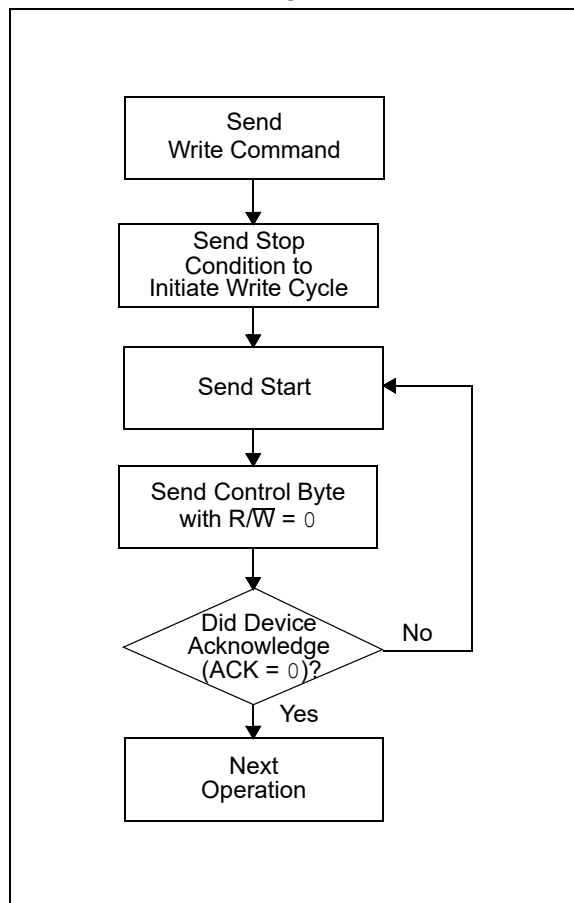 Send
Write Command
Send Stop
Condition to
Initiate Write Cycle
Send Start
Send Control Byte
with R/W̅ = 0
Did Device
Acknowledge
(ACK = 0)?
No
Yes
Next
Operation